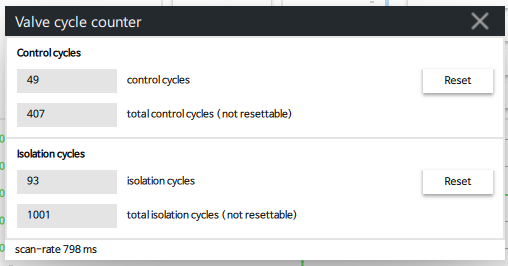 Valve cycle counter
Control cycles
49 control cycles Reset
407 total control cycles (not resettable)
Isolation cycles
93 isolation cycles Reset
1001 total isolation cycles (not resettable)
scan-rate 798 ms